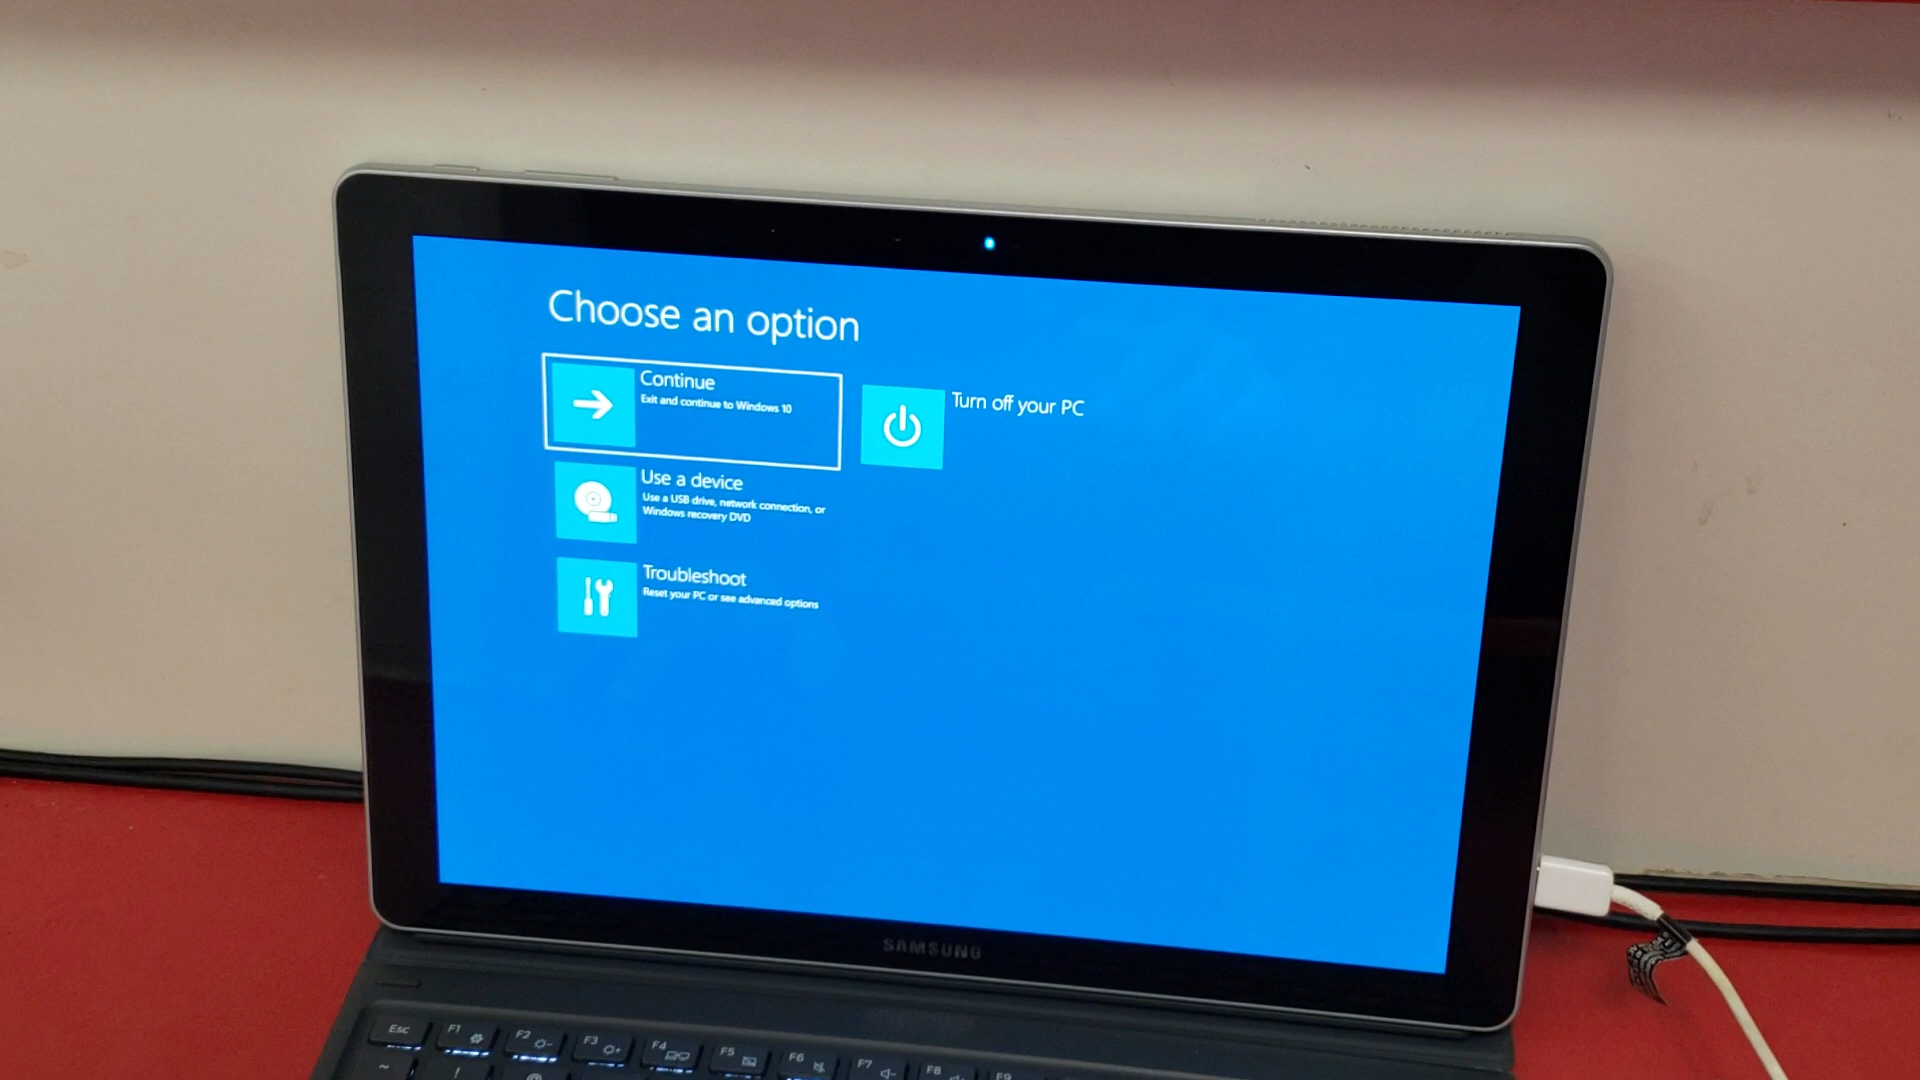 Choose an option
Continue
Exit and continue to Windows 10
Turn off your PC
Use a device
Use a USB drive, network connection, or
Windows recovery DVD
Troubleshoot
Reset your PC or see advanced options
SAMSUNG
Esc
F1
F2
F3
F4
F5
F6
F7
F8
F9
~
!
@